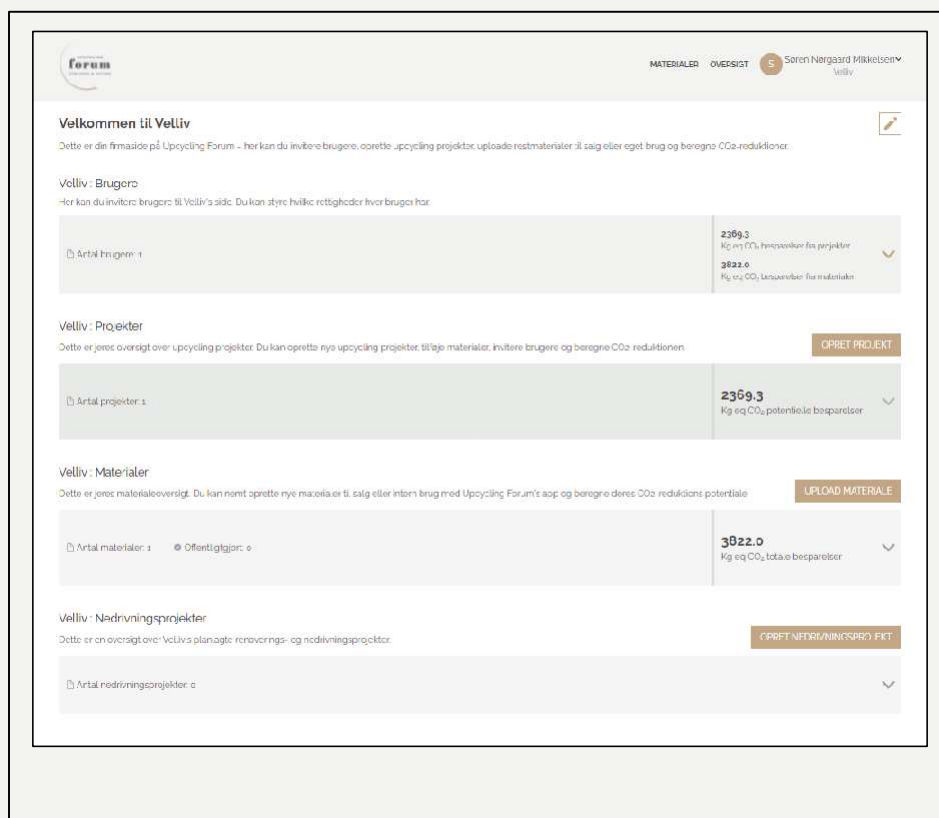 forum
MATERIALER OVERSIGT S Søren Nørgaard Mikkelsen
Velliv
Velkommen til Velliv
Dette er din firmaside på Upcycling Forum – her kan du invitere brugere, oprette upcycling projekter, uploade restmaterialer til salg eller eget brug og beregne CO2-reduktioner.
Velliv : Brugere
Her kan du invitere brugere til Velliv's side. Du kan styre hvilke rettigheder hver bruger har.
Antal brugere: 1
2369.3
Kg eq CO₂ besparelser fra projekter
3822.0
Kg eq CO₂ besparelser fra materialer
Velliv : Projekter
Dette er jeres oversigt over upcycling projekter. Du kan oprette nye upcycling projekter, tilføje materialer, invitere brugere og beregne CO2-reduktionen.
OPRET PROJEKT
Antal projekter: 1
2369.3
Kg eq CO₂ potentielle besparelser
Velliv : Materialer
Dette er jeres materialeoversigt. Du kan nemt oprette nye materialer til salg eller intern brug med Upcycling Forum's app og beregne deres CO2-reduktions potentiale
UPLOAD MATERIALE
Antal materialer: 1 Offentligtgjort: 0
3822.0
Kg eq CO₂ totale besparelser
Velliv : Nedrivningsprojekter
Dette er en oversigt over Velliv's planlagte renoverings- og nedrivningsprojekter.
OPRET NEDRIVNINGSPROJEKT
Antal nedrivningsprojekter: 0